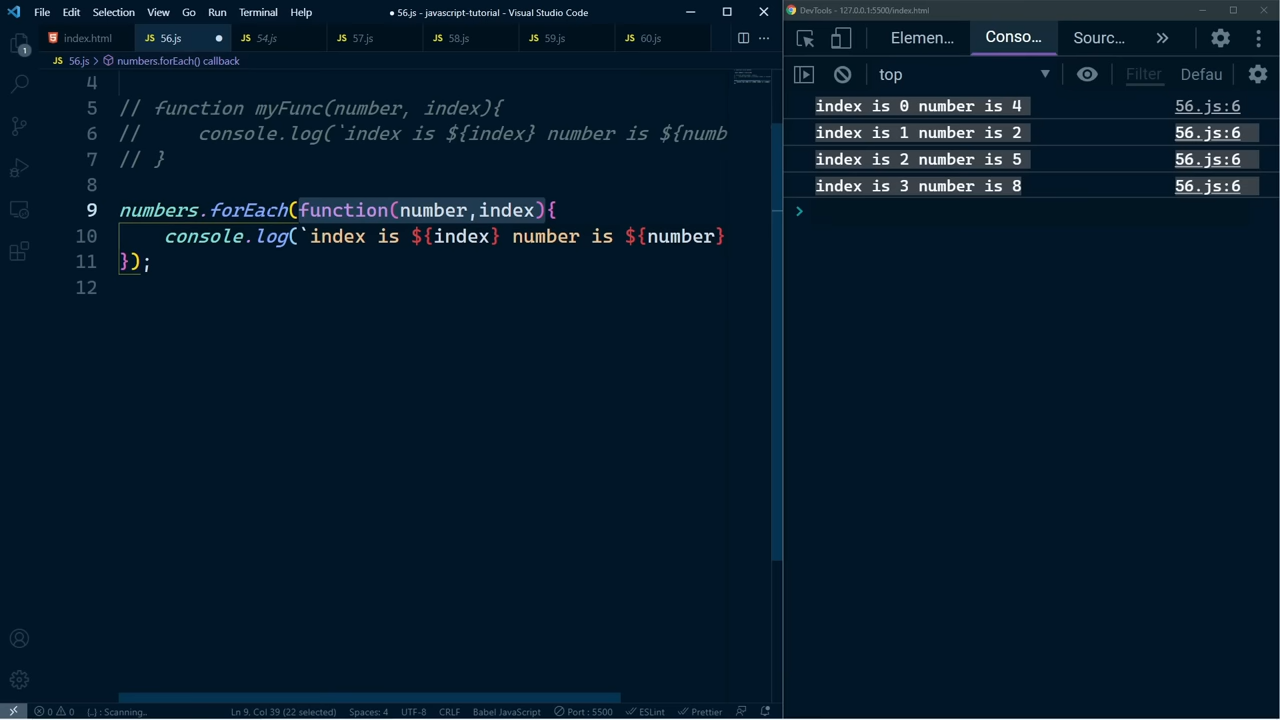 File Edit Selection View Go Run Terminal Help
● 56.js - javascript-tutorial - Visual Studio Code
DevTools - 127.0.0.1:5500/index.html
index.html
JS 56.js
JS 54.js
JS 57.js
JS 58.js
JS 59.js
JS 60.js
JS 56.js > numbers.forEach() callback
1
4
5 // function myFunc(number, index){
6 // console.log(`index is ${index} number is ${numb
7 // }
8
9 numbers.forEach(function(number,index){
10 console.log(`index is ${index} number is ${number}
11 });
12
Elemen... Conso... Sourc... »
top Filter Defau
index is 0 number is 4 56.js:6
index is 1 number is 2 56.js:6
index is 2 number is 5 56.js:6
index is 3 number is 8 56.js:6
>
0 0 {..} : Scanning.. Ln 9, Col 39 (22 selected) Spaces: 4 UTF-8 CRLF Babel JavaScript Port : 5500 ESLint Prettier